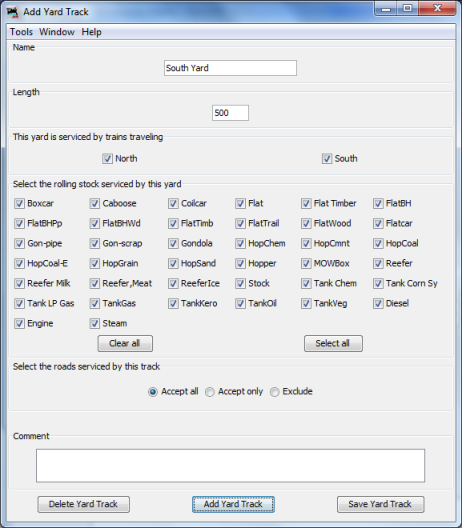 Add Yard Track
Tools Window Help
Name
South Yard
Length
500
This yard is serviced by trains traveling
North South
Select the rolling stock serviced by this yard
Boxcar Caboose Coilcar Flat Flat Timber FlatBH
FlatBHPp FlatBHWd FlatTimb FlatTrail FlatWood Flatcar
Gon-pipe Gon-scrap Gondola HopChem HopCmnt HopCoal
HopCoal-E HopGrain HopSand Hopper MOWBox Reefer
Reefer Milk Reefer,Meat ReeferIce Stock Tank Chem Tank Corn Sy
Tank LP Gas TankGas TankKero TankOil TankVeg Diesel
Engine Steam
Clear all Select all
Select the roads serviced by this track
Accept all Accept only Exclude
Comment
Delete Yard Track Add Yard Track Save Yard Track